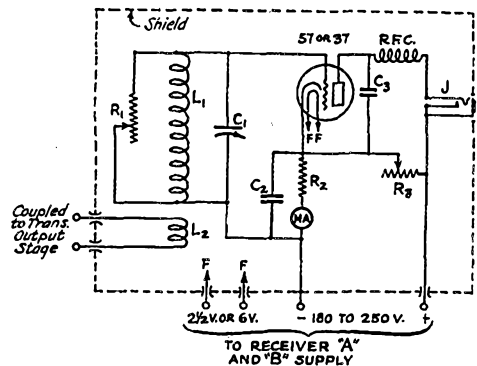 Shield
57 OR 37
R.F.C.
R1
L1
C1
C3
J
FF
C2
R2
R3
MA
Coupled
to Trans.
Output
Stage
L2
F F
2½V. OR 6V. - 180 TO 250 V. +
TO RECEIVER "A"
AND "B" SUPPLY